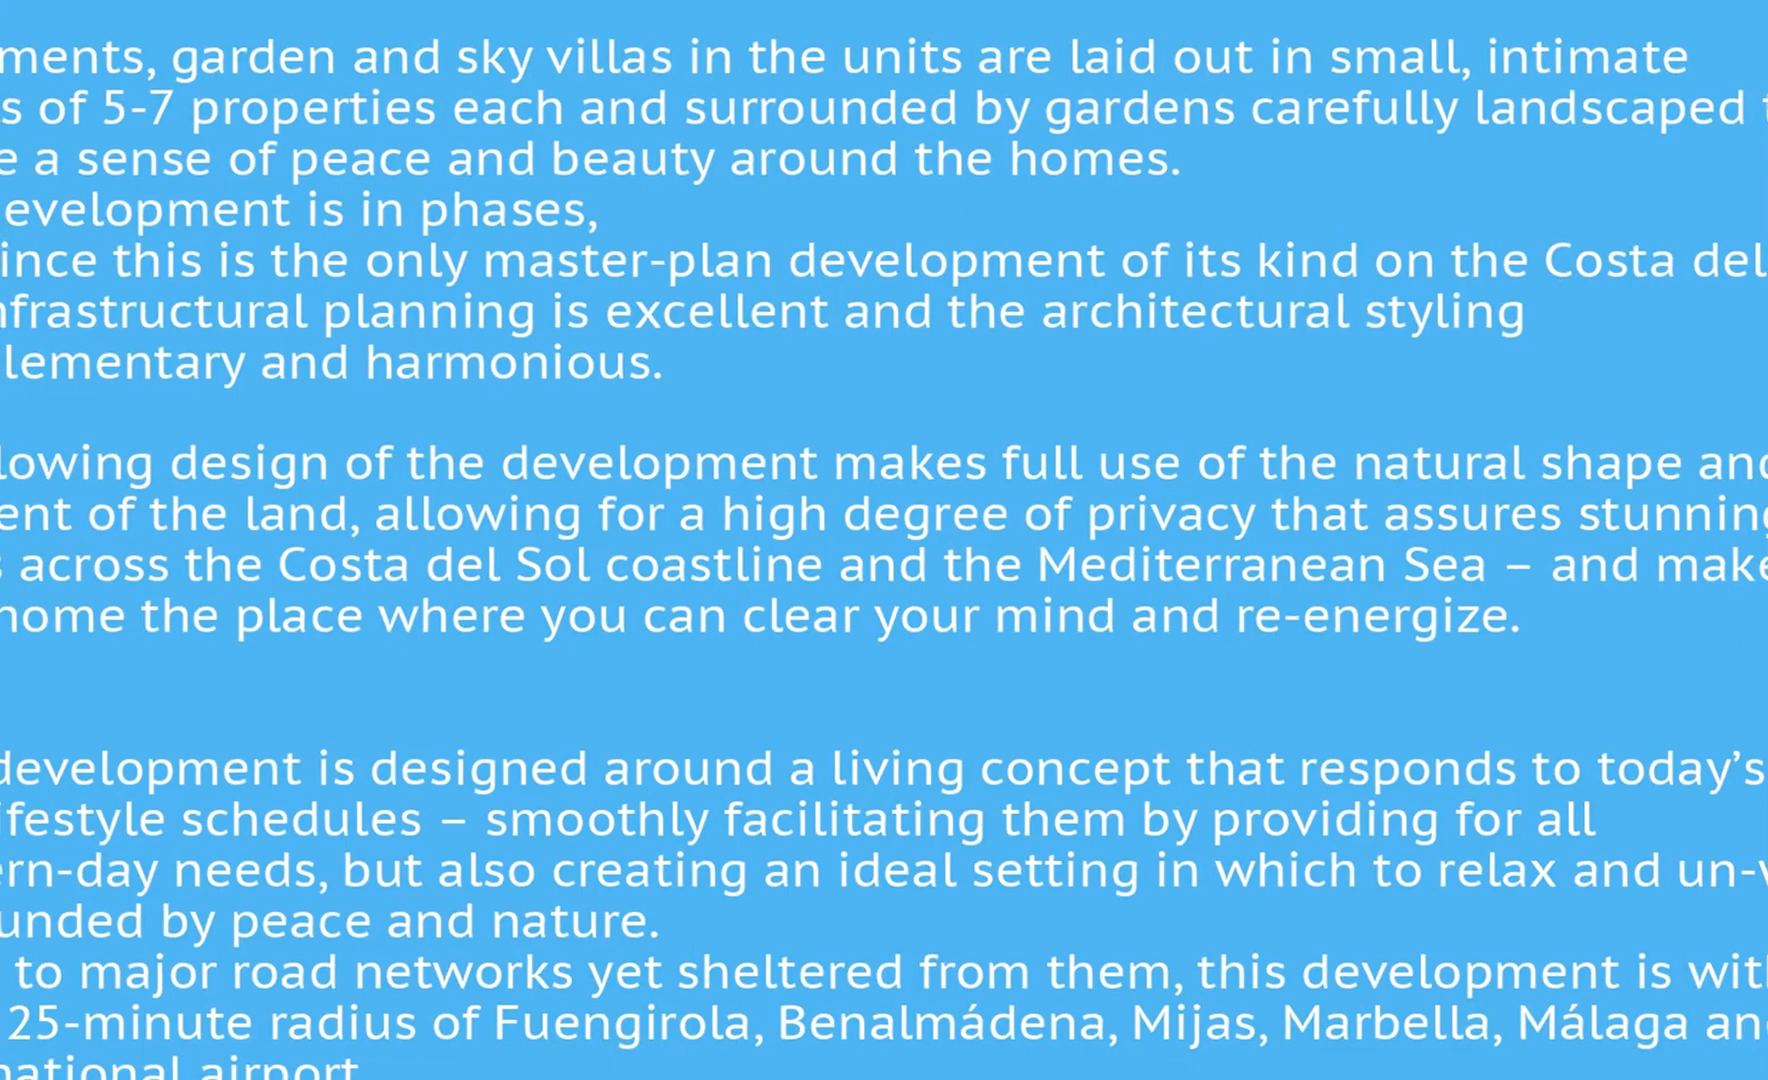 ments, garden and sky villas in the units are laid out in small, intimate
s of 5-7 properties each and surrounded by gardens carefully landscaped
e a sense of peace and beauty around the homes.
evelopment is in phases,
ince this is the only master-plan development of its kind on the Costa del
nfrastructural planning is excellent and the architectural styling
lementary and harmonious.
lowing design of the development makes full use of the natural shape and
ent of the land, allowing for a high degree of privacy that assures stunning
s across the Costa del Sol coastline and the Mediterranean Sea – and make
home the place where you can clear your mind and re-energize.
development is designed around a living concept that responds to today’s
ifestyle schedules – smoothly facilitating them by providing for all
ern-day needs, but also creating an ideal setting in which to relax and un-
unded by peace and nature.
to major road networks yet sheltered from them, this development is wit
25-minute radius of Fuengirola, Benalmádena, Mijas, Marbella, Málaga an
national airport